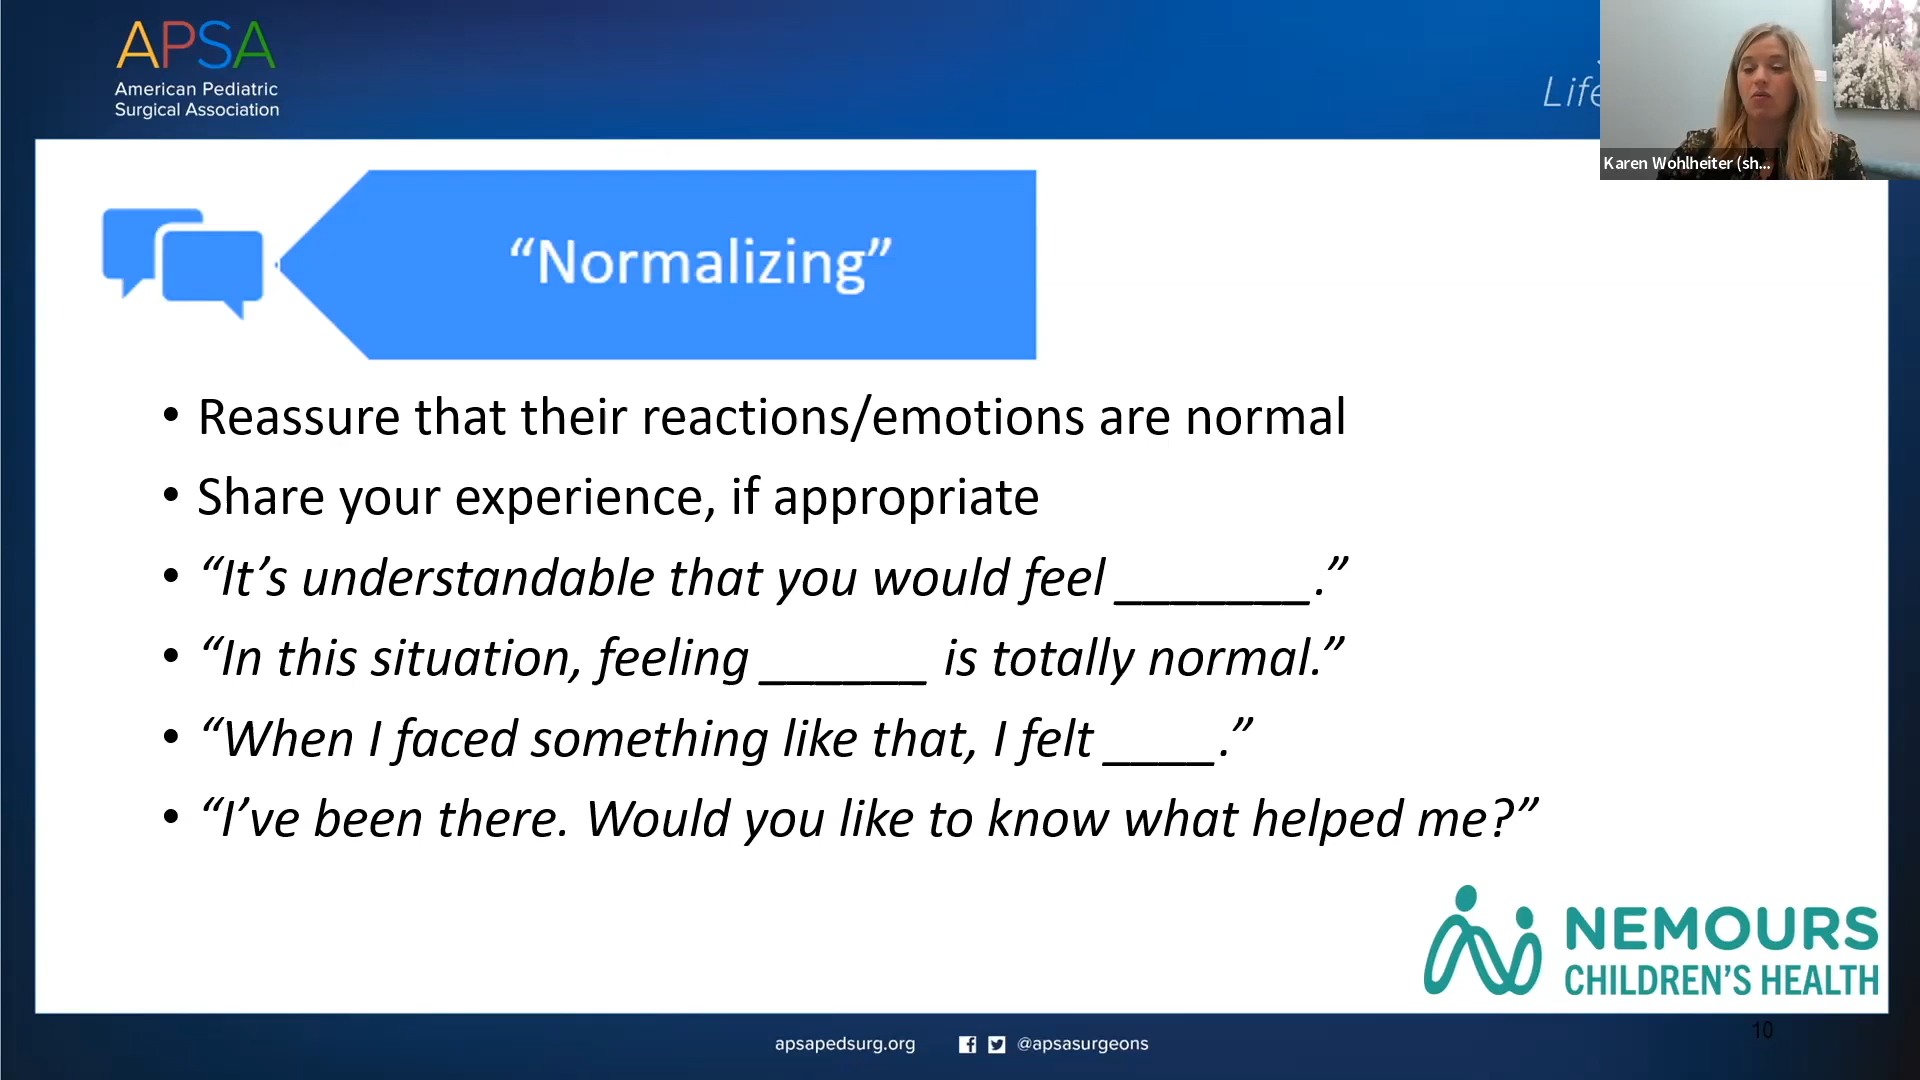 APSA
American Pediatric
Surgical Association
Life
Karen Wohlheiter (sh...
“Normalizing”
• Reassure that their reactions/emotions are normal
• Share your experience, if appropriate
• “It’s understandable that you would feel _______.”
• “In this situation, feeling ______ is totally normal.”
• “When I faced something like that, I felt ____.”
• “I’ve been there. Would you like to know what helped me?”
NEMOURS
CHILDREN’S HEALTH
10
apsapedsurg.org
@apsasurgeons